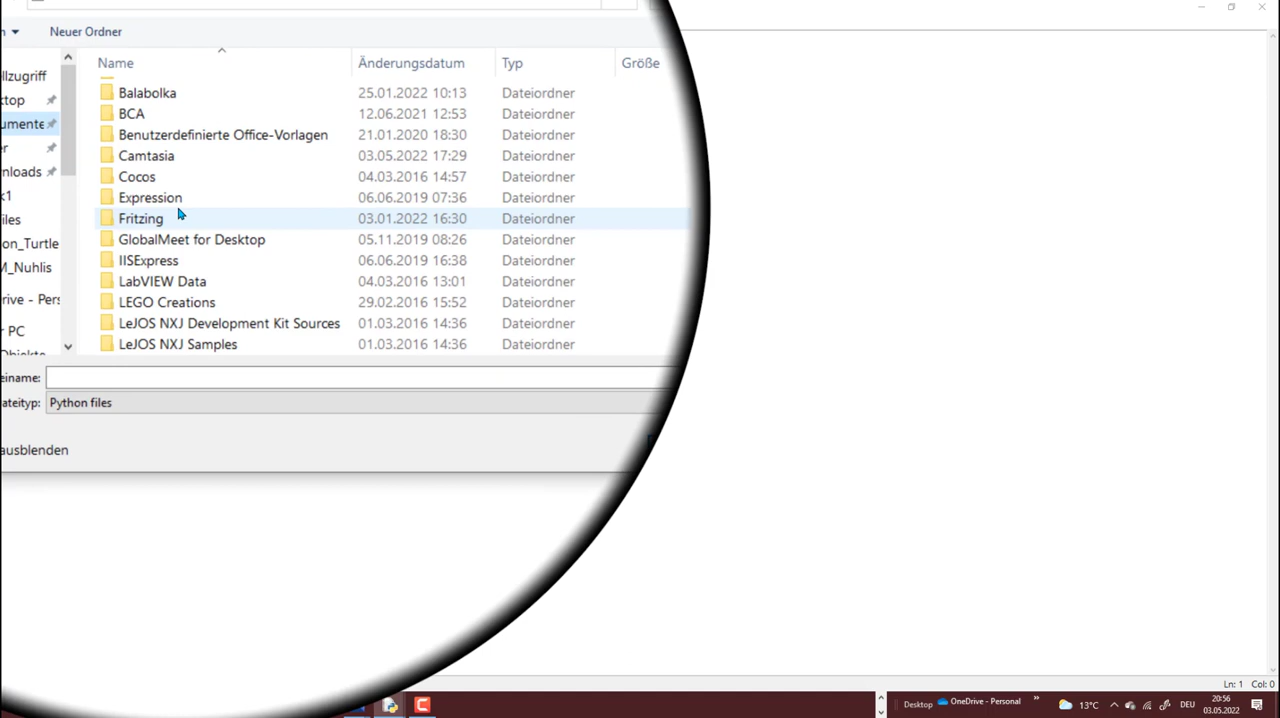 Neuer Ordner
Name Änderungsdatum Typ Größe
llzugriff
ktop
umente
er
nloads
k1
files
on_Turtle
M_Nuhlis
Drive - Pers
r PC
Balabolka 25.01.2022 10:13 Dateiordner
BCA 12.06.2021 12:53 Dateiordner
Benutzerdefinierte Office-Vorlagen 21.01.2020 18:30 Dateiordner
Camtasia 03.05.2022 17:29 Dateiordner
Cocos 04.03.2016 14:57 Dateiordner
Expression 06.06.2019 07:36 Dateiordner
Fritzing 03.01.2022 16:30 Dateiordner
GlobalMeet for Desktop 05.11.2019 08:26 Dateiordner
IISExpress 06.06.2019 16:38 Dateiordner
LabVIEW Data 04.03.2016 13:01 Dateiordner
LEGO Creations 29.02.2016 15:52 Dateiordner
LeJOS NXJ Development Kit Sources 01.03.2016 14:36 Dateiordner
LeJOS NXJ Samples 01.03.2016 14:36 Dateiordner
einame:
ateityp: Python files
ausblenden
Ln: 1 Col: 0
Desktop OneDrive - Personal » 13°C DEU 20:56
03.05.2022